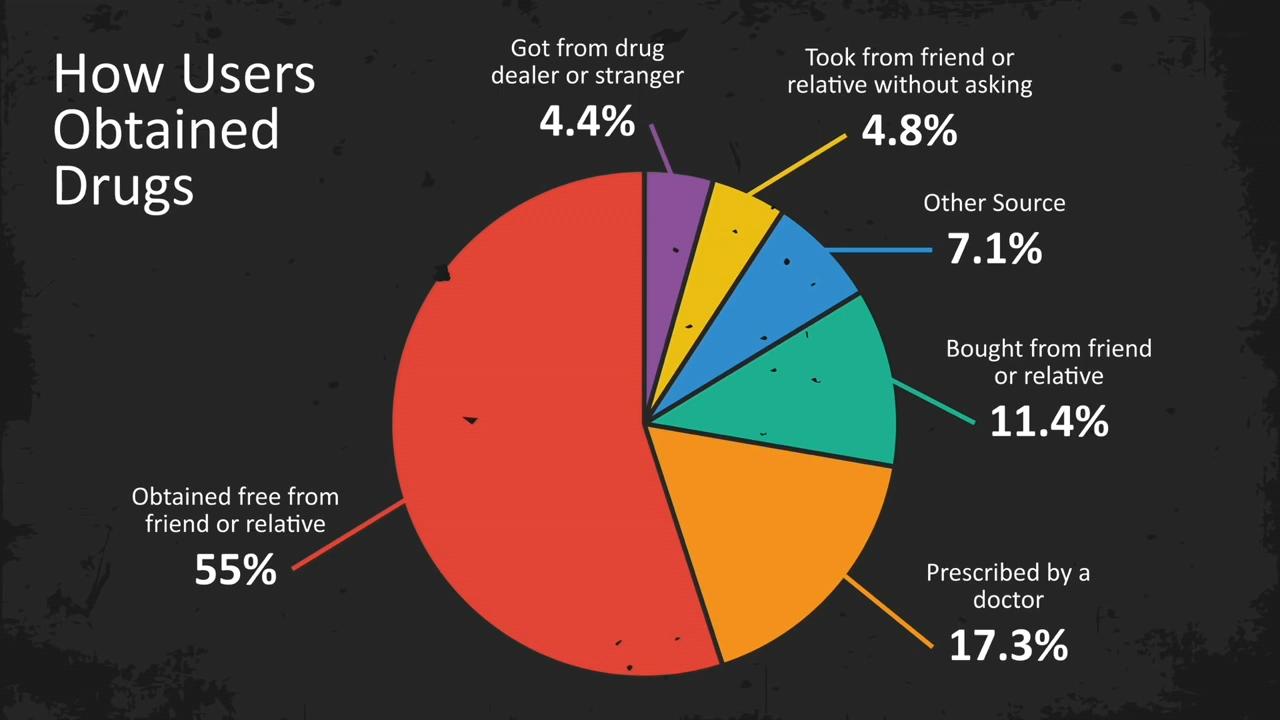 How Users
Obtained
Drugs
Got from drug
dealer or stranger
4.4%
Took from friend or
relative without asking
4.8%
Other Source
7.1%
Bought from friend
or relative
11.4%
Prescribed by a
doctor
17.3%
Obtained free from
friend or relative
55%